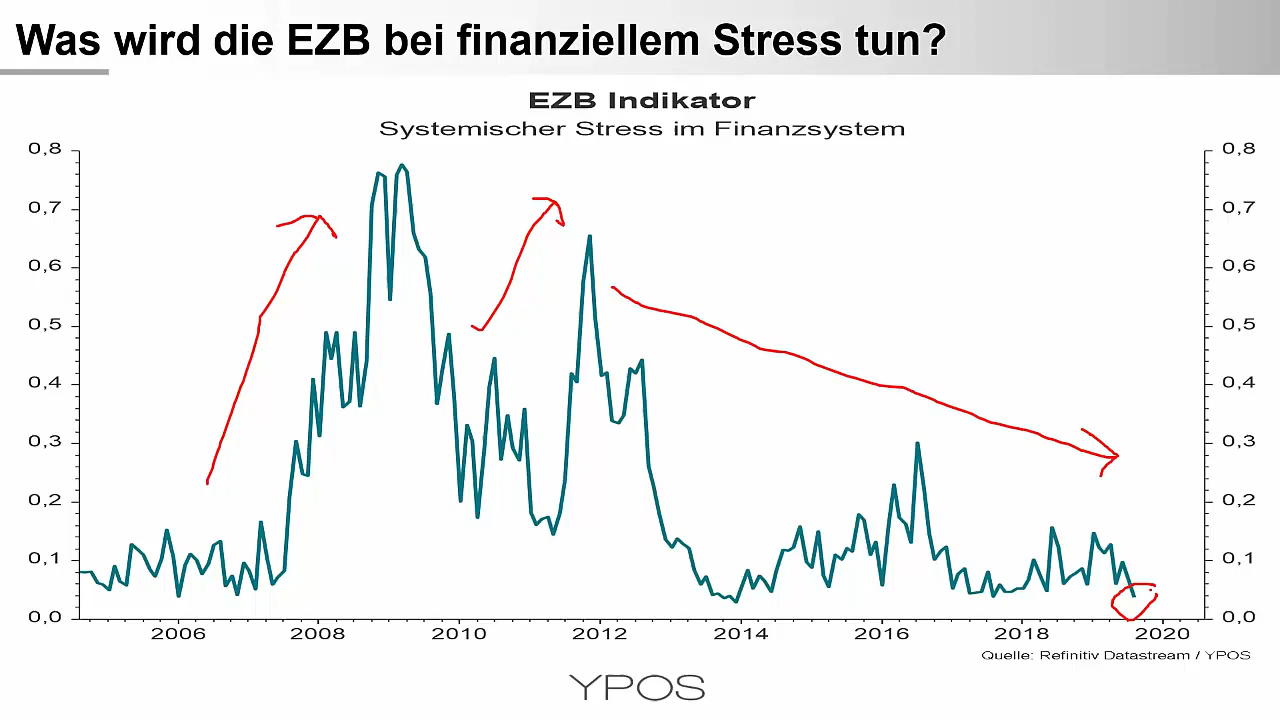 Was wird die EZB bei finanziellem Stress tun?
EZB Indikator
Systemischer Stress im Finanzsystem
0,8 0,8
0,7 0,7
0,6 0,6
0,5 0,5
0,4 0,4
0,3 0,3
0,2 0,2
0,1 0,1
0,0 0,0
2006 2008 2010 2012 2014 2016 2018 2020
Quelle: Refinitiv Datastream / YPOS
YPOS